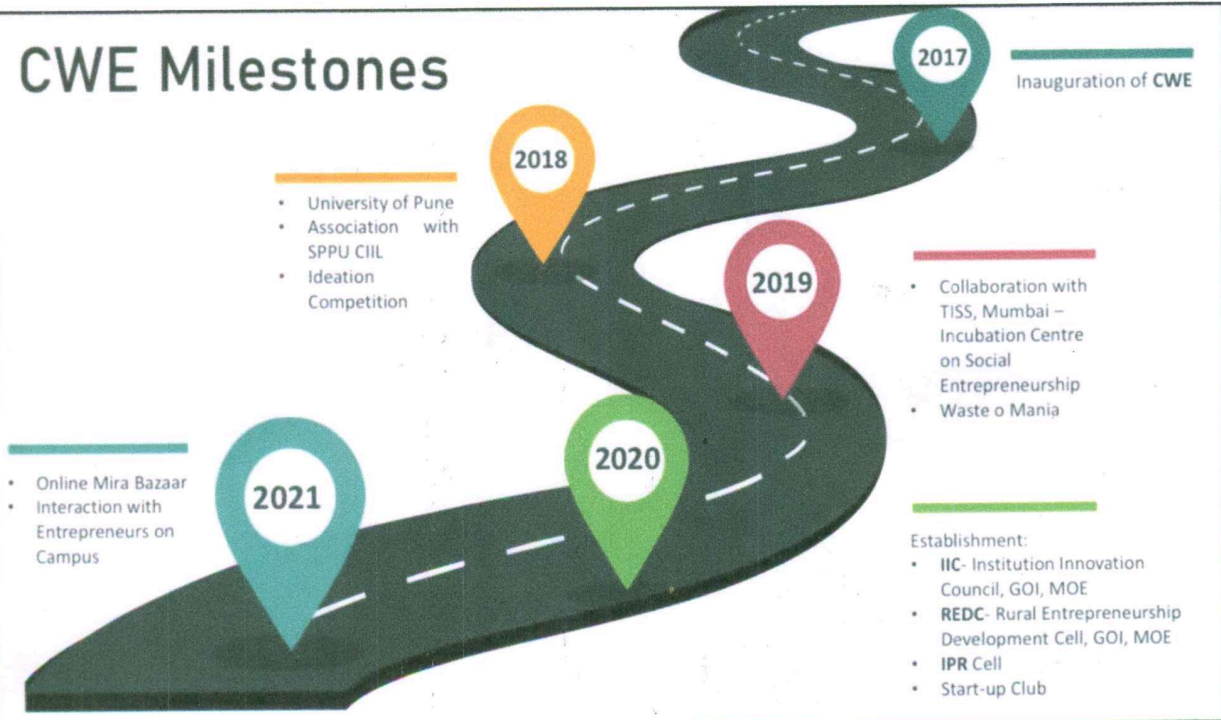 CWE Milestones
2017
Inauguration of CWE
2018
• University of Pune
• Association with
SPPU CIIL
• Ideation
Competition
2019
• Collaboration with
TISS, Mumbai –
Incubation Centre
on Social
Entrepreneurship
• Waste o Mania
2020
Establishment:
• IIC- Institution Innovation
Council, GOI, MOE
• REDC- Rural Entrepreneurship
Development Cell, GOI, MOE
• IPR Cell
• Start-up Club
2021
• Online Mira Bazaar
• Interaction with
Entrepreneurs on
Campus